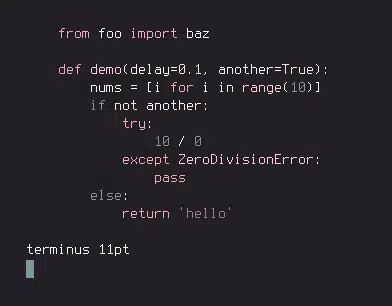 from foo import baz
def demo(delay=0.1, another=True):
nums = [i for i in range(10)]
if not another:
try:
10 / 0
except ZeroDivisionError:
pass
else:
return 'hello'
terminus 11pt